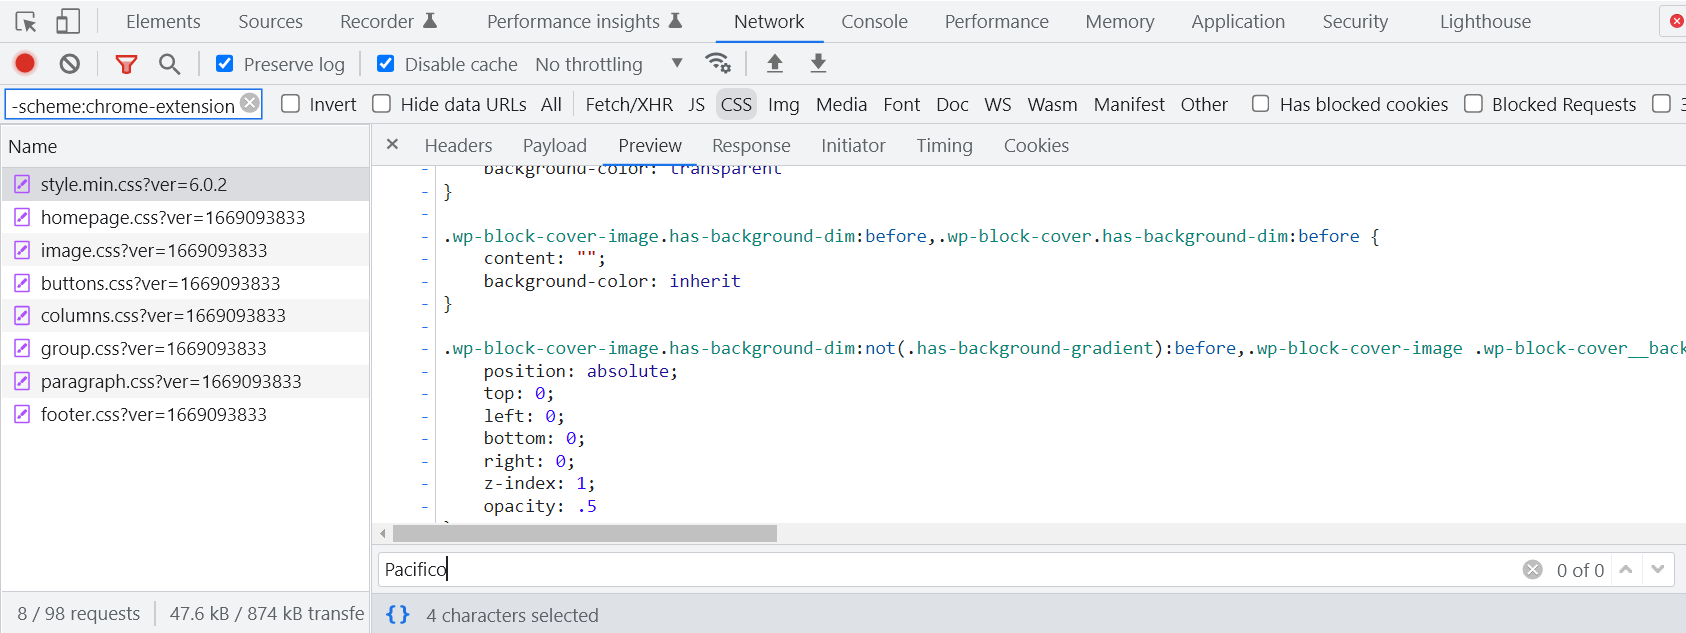 Elements Sources Recorder Performance insights Network Console Performance Memory Application Security Lighthouse
Preserve log Disable cache No throttling
-scheme:chrome-extension Invert Hide data URLs All Fetch/XHR JS CSS Img Media Font Doc WS Wasm Manifest Other Has blocked cookies Blocked Requests 3
Name
style.min.css?ver=6.0.2
homepage.css?ver=1669093833
image.css?ver=1669093833
buttons.css?ver=1669093833
columns.css?ver=1669093833
group.css?ver=1669093833
paragraph.css?ver=1669093833
footer.css?ver=1669093833
8 / 98 requests 47.6 kB / 874 kB transfe
Headers Payload Preview Response Initiator Timing Cookies
- background-color: transparent
- }
-
- .wp-block-cover-image.has-background-dim:before,.wp-block-cover.has-background-dim:before {
- content: "";
- background-color: inherit
- }
-
- .wp-block-cover-image.has-background-dim:not(.has-background-gradient):before,.wp-block-cover-image .wp-block-cover__back
- position: absolute;
- top: 0;
- left: 0;
- bottom: 0;
- right: 0;
- z-index: 1;
- opacity: .5
Pacifico 0 of 0
{} 4 characters selected